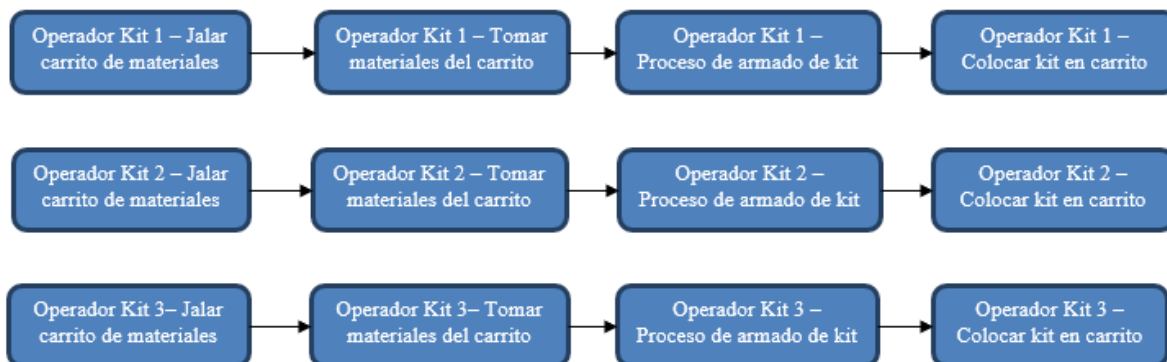 Operador Kit 1 – Jalar
carrito de materiales
Operador Kit 1 – Tomar
materiales del carrito
Operador Kit 1 –
Proceso de armado de kit
Operador Kit 1 –
Colocar kit en carrito
Operador Kit 2 – Jalar
carrito de materiales
Operador Kit 2 – Tomar
materiales del carrito
Operador Kit 2 –
Proceso de armado de kit
Operador Kit 2 –
Colocar kit en carrito
Operador Kit 3– Jalar
carrito de materiales
Operador Kit 3– Tomar
materiales del carrito
Operador Kit 3 –
Proceso de armado de kit
Operador Kit 3 –
Colocar kit en carrito